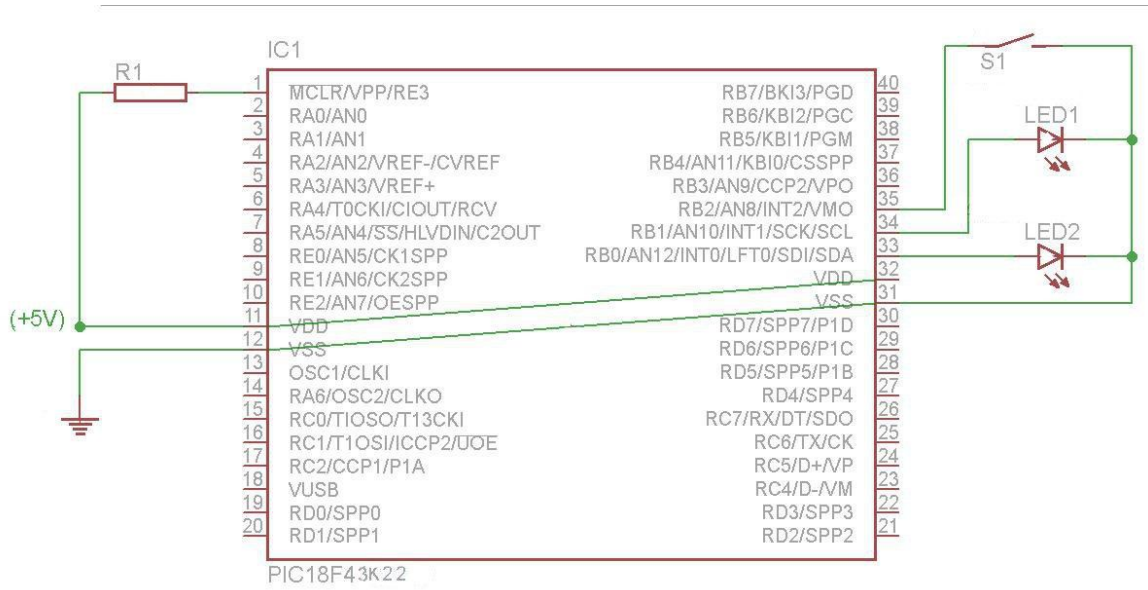 IC1
R1
1
MCLR/VPP/RE3
2
RA0/AN0
3
RA1/AN1
4
RA2/AN2/VREF-/CVREF
5
RA3/AN3/VREF+
6
RA4/T0CKI/CIOUT/RCV
7
RA5/AN4/SS/HLVDIN/C2OUT
8
RE0/AN5/CK1SPP
9
RE1/AN6/CK2SPP
10
RE2/AN7/OESPP
(+5V)
11
VDD
12
VSS
13
OSC1/CLKI
14
RA6/OSC2/CLKO
15
RC0/TIOSO/T13CKI
16
RC1/T1OSI/ICCP2/UOE
17
RC2/CCP1/P1A
18
VUSB
19
RD0/SPP0
20
RD1/SPP1
RB7/BKI3/PGD
40
RB6/KBI2/PGC
39
RB5/KBI1/PGM
38
RB4/AN11/KBI0/CSSPP
37
RB3/AN9/CCP2/VPO
36
RB2/AN8/INT2/VMO
35
RB1/AN10/INT1/SCK/SCL
34
RB0/AN12/INT0/LFT0/SDI/SDA
33
VDD
32
VSS
31
RD7/SPP7/P1D
30
RD6/SPP6/P1C
29
RD5/SPP5/P1B
28
RD4/SPP4
27
RC7/RX/DT/SDO
26
RC6/TX/CK
25
RC5/D+/VP
24
RC4/D-/VM
23
RD3/SPP3
22
RD2/SPP2
21
S1
LED1
LED2
PIC18F43K22